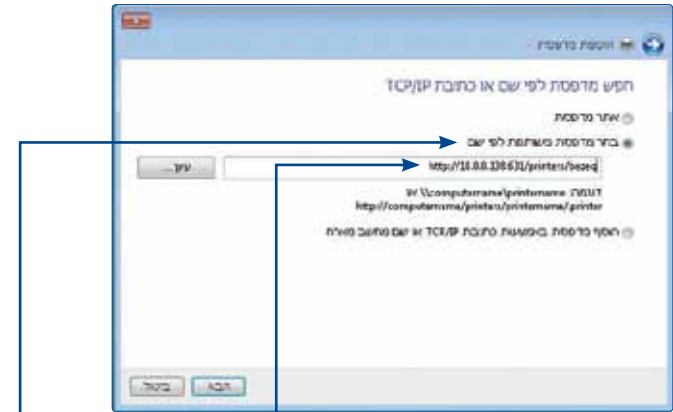 הוספת מדפסת
חפש מדפסת לפי שם או כתובת TCP/IP
אתר מדפסת
בחר מדפסת משותפת לפי שם
http://10.0.0.138:631/printers/bezeq
עיון...
דוגמה: \\computername\printername או
http://computername/printers/printername/.printer
הוסף מדפסת באמצעות כתובת TCP/IP או שם מחשב מארח
הבא
ביטול